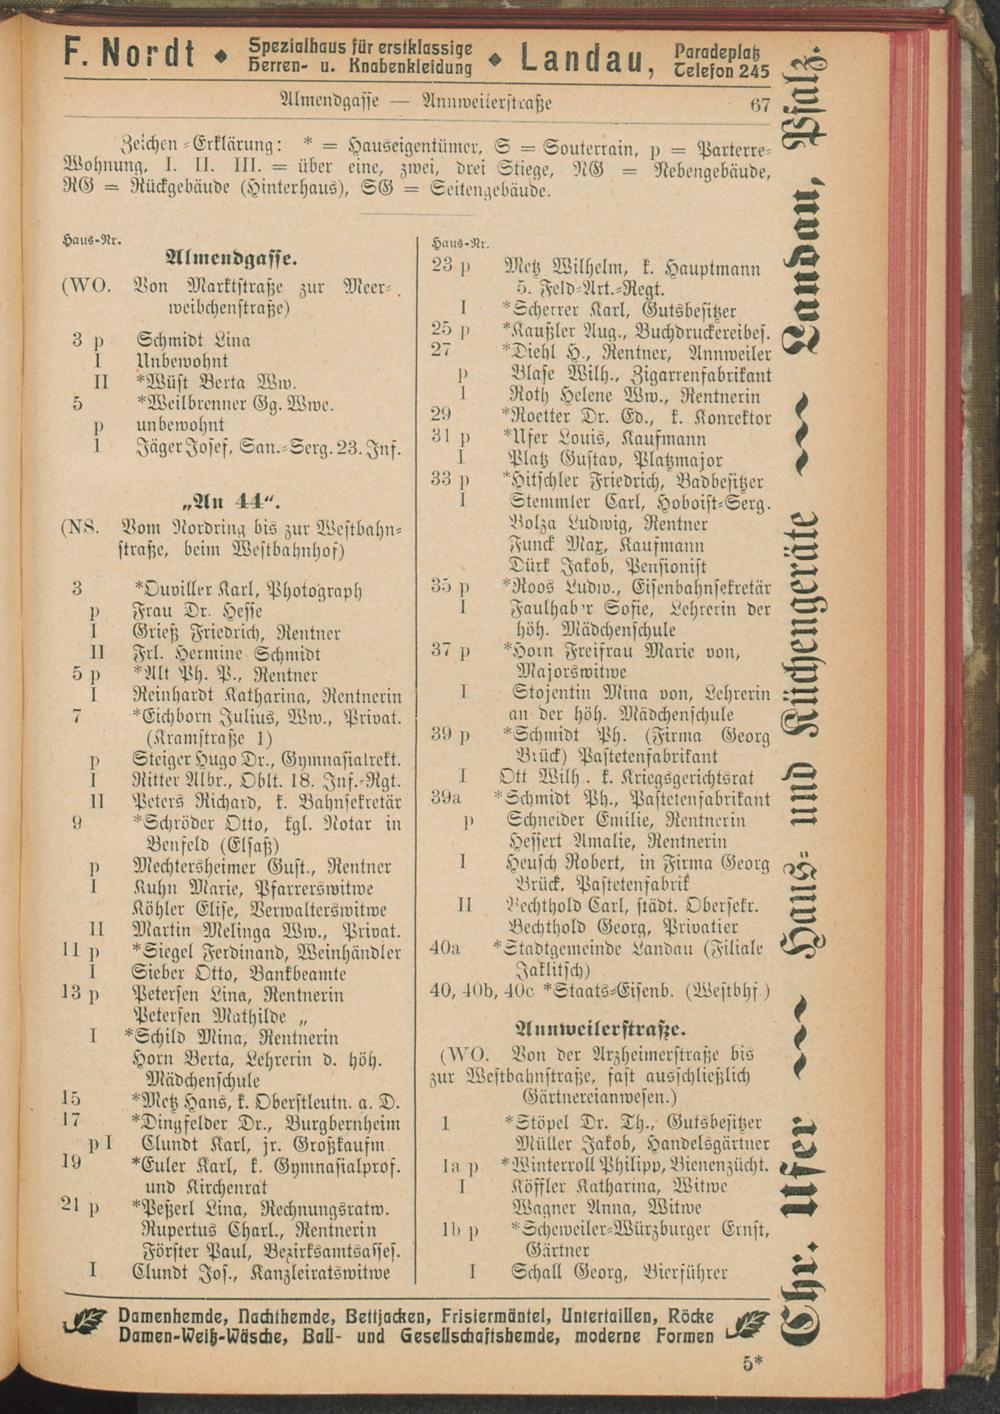 F. Nordt ◆ Spezialhaus für erstklassige Herren- u. Knabenkleidung ◆ Landau, Paradeplatz Telefon 245
Almendgasse — Annweilerstraße 67
Zeichen-Erklärung: * = Hauseigentümer, S = Souterrain, p = Parterre-
Wohnung, I. II. III. = über eine, zwei, drei Stiege, NG = Nebengebäude,
RG = Rückgebäude (Hinterhaus), SG = Seitengebäude.
Haus-Nr.
Almendgasse.
(WO. Von Marktstraße zur Meer-
weibchenstraße)
3 p Schmidt Lina
I Unbewohnt
II *Wüst Berta Ww.
5 *Weilbrenner Gg. Wwe.
p unbewohnt
I Jäger Josef, San.-Serg. 23. Inf.
„An 44“.
(NS. Vom Nordring bis zur Westbahn-
straße, beim Westbahnhof)
3 *Ouviller Karl, Photograph
p Frau Dr. Hesse
I Grieß Friedrich, Rentner
II Frl. Hermine Schmidt
5 p *Alt Ph. P., Rentner
I Reinhardt Katharina, Rentnerin
7 *Eichborn Julius, Ww., Privat.
(Kramstraße 1)
p Steiger Hugo Dr., Gymnasialrekt.
I Ritter Albr., Oblt. 18. Inf.-Rgt.
II Peters Richard, k. Bahnsekretär
9 *Schröder Otto, kgl. Notar in
Benfeld (Elsaß)
p Mechtersheimer Gust., Rentner
I Kuhn Marie, Pfarrerswitwe
Köhler Elise, Verwalterswitwe
II Martin Melinga Ww., Privat.
11 p *Siegel Ferdinand, Weinhändler
I Sieber Otto, Bankbeamte
13 p Petersen Lina, Rentnerin
Petersen Mathilde „
I *Schild Mina, Rentnerin
Horn Berta, Lehrerin d. höh.
Mädchenschule
15 *Metz Hans, k. Oberstleutn. a. D.
17 *Dingfelder Dr., Burgbernheim
p I Clundt Karl, jr. Großkaufm.
19 *Euler Karl, k. Gymnasialprof.
und Kirchenrat
21 p *Peßerl Lina, Rechnungsratw.
Rupertus Charl., Rentnerin
Förster Paul, Bezirksamtsassess.
I Clundt Jos., Kanzleiratswitwe
Haus-Nr.
23 p Metz Wilhelm, k. Hauptmann
5. Feld-Art.-Regt.
I *Scherrer Karl, Gutsbesitzer
25 p *Kaußler Aug., Buchdruckereibes.
27 *Diehl H., Rentner, Annweiler
p Blase Wilh., Zigarrenfabrikant
I Roth Helene Ww., Rentnerin
29 *Roetter Dr. Ed., k. Konrektor
31 p *Ufer Louis, Kaufmann
I Platz Gustav, Platzmajor
33 p *Hitschler Friedrich, Badbesitzer
I Stemmler Carl, Hoboist-Serg.
Bolza Ludwig, Rentner
Funck Max, Kaufmann
Dürk Jakob, Pensionist
35 p *Roos Ludw., Eisenbahnsekretär
I Faulhab'r Sofie, Lehrerin der
höh. Mädchenschule
37 p *Horn Freifrau Marie von,
Majorswitwe
I Stojentin Mina von, Lehrerin
an der höh. Mädchenschule
39 p *Schmidt Ph. (Firma Georg
Brück) Pastetenfabrikant
I Ott Wilh. k. Kriegsgerichtsrat
39a *Schmidt Ph., Pastetenfabrikant
p Schneider Emilie, Rentnerin
Hessert Amalie, Rentnerin
I Heusch Robert, in Firma Georg
Brück, Pastetenfabrik
II Bechthold Carl, städt. Obersekr.
Bechthold Georg, Privatier
40a *Stadtgemeinde Landau (Filiale
Jaklitsch)
40, 40b, 40c *Staats-Eisenb. (Westbhf.)
Annweilerstraße.
(WO. Von der Arzheimerstraße bis
zur Westbahnstraße, fast ausschließlich
Gärtnereianwesen.)
1 *Stöpel Dr. Th., Gutsbesitzer
Müller Jakob, Handelsgärtner
1a p *Winterroll Philipp, Bienenzücht.
I Köffler Katharina, Witwe
Wagner Anna, Witwe
1b p *Scheweiler-Würzburger Ernst,
Gärtner
I Schall Georg, Bierführer
Damenhemde, Nachthemde, Bettjacken, Frisiermäntel, Untertaillen, Röcke
Damen-Weiß-Wäsche, Ball- und Gesellschaftshemde, moderne Formen
5*
Chr. Ufer Haus- und Küchengeräte Landau, Pfalz.